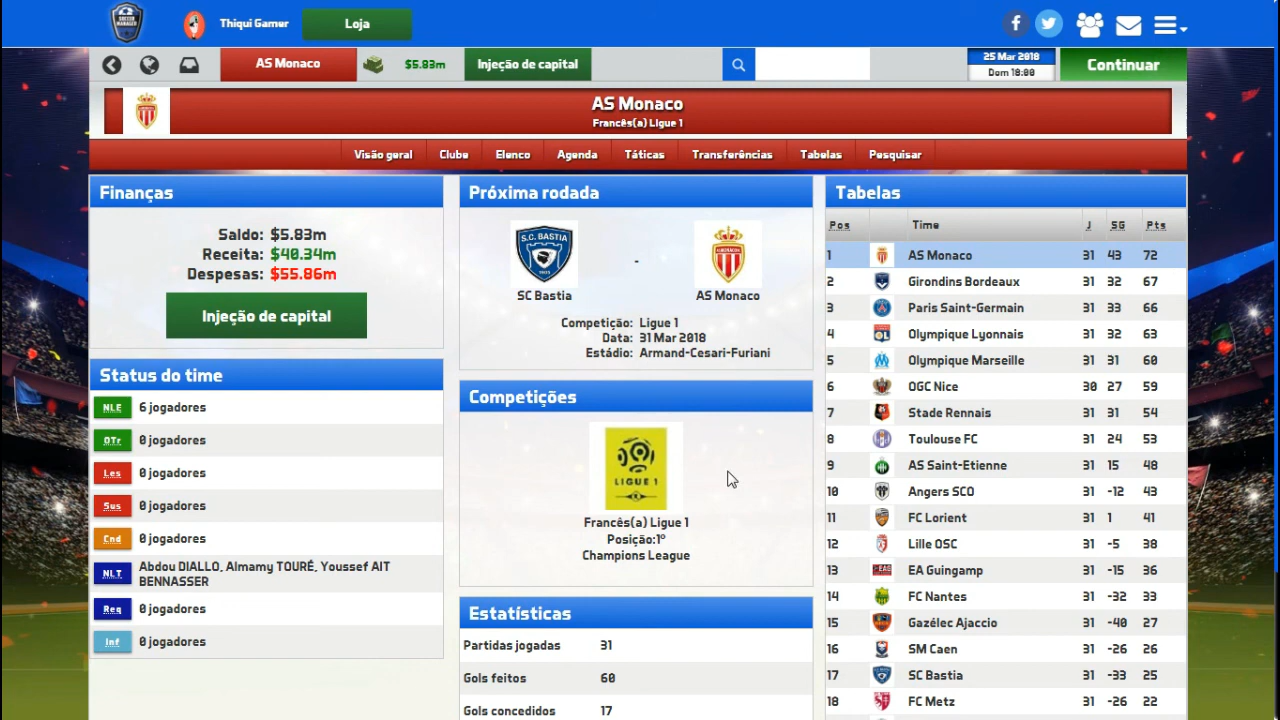 SOCCER MANAGER
Thiqui Gamer
Loja
AS Monaco
$5.83m
Injeção de capital
25 Mar 2018
Dom 18:00
Continuar
AS Monaco
Francês(a) Ligue 1
Visão geral
Clube
Elenco
Agenda
Táticas
Transferências
Tabelas
Pesquisar
Finanças
Saldo: $5.83m
Receita: $40.34m
Despesas: $55.86m
Injeção de capital
Status do time
NLE 6 jogadores
OTr 0 jogadores
Les 0 jogadores
Sus 0 jogadores
Cnd 0 jogadores
NLT Abdou DIALLO, Almamy TOURÉ, Youssef AIT
BENNASSER
Req 0 jogadores
Inf 0 jogadores
Próxima rodada
S.C. BASTIA
-
SC Bastia
AS Monaco
Competição: Ligue 1
Data: 31 Mar 2018
Estádio: Armand-Cesari-Furiani
Competições
LIGUE 1
Francês(a) Ligue 1
Posição:1º
Champions League
Estatísticas
Partidas jogadas 31
Gols feitos 60
Gols concedidos 17
Tabelas
Pos Time J SG Pts
1 AS Monaco 31 43 72
2 Girondins Bordeaux 31 32 67
3 Paris Saint-Germain 31 33 66
4 Olympique Lyonnais 31 32 63
5 Olympique Marseille 31 31 60
6 OGC Nice 30 27 59
7 Stade Rennais 31 31 54
8 Toulouse FC 31 24 53
9 AS Saint-Etienne 31 15 48
10 Angers SCO 31 -12 43
11 FC Lorient 31 1 41
12 Lille OSC 31 -5 38
13 EA Guingamp 31 -15 36
14 FC Nantes 31 -32 33
15 Gazélec Ajaccio 31 -40 27
16 SM Caen 31 -26 26
17 SC Bastia 31 -33 25
18 FC Metz 31 -26 22